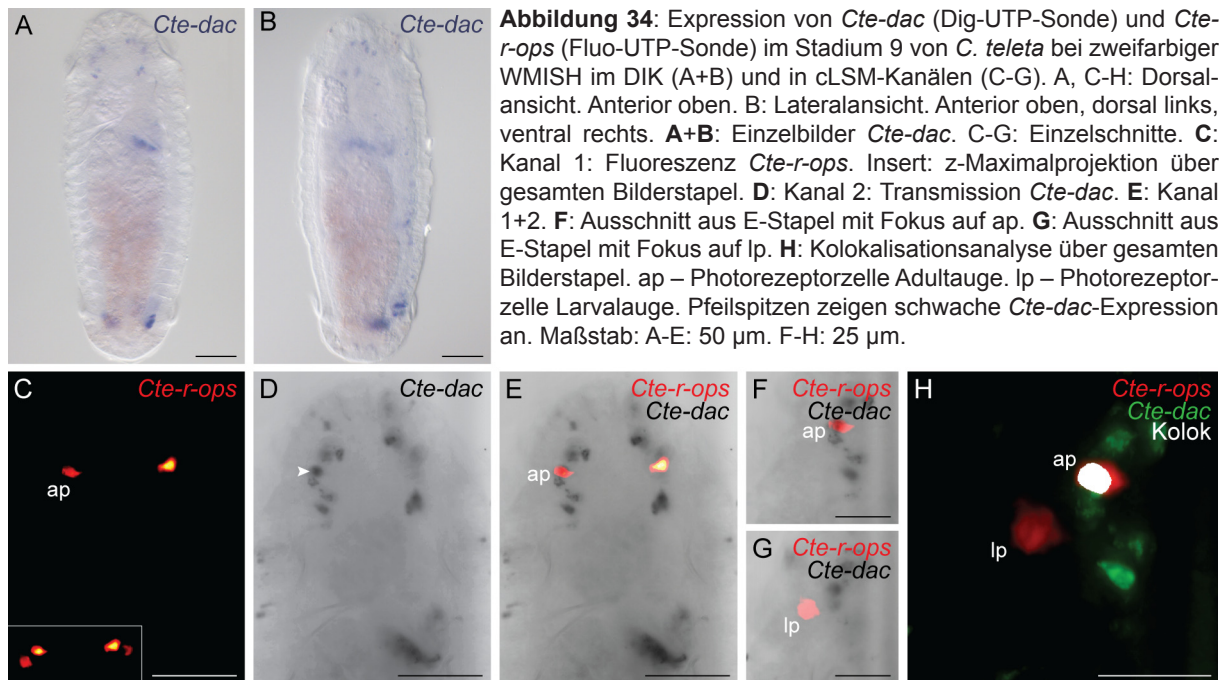 A
Cte-dac
B
Cte-dac
Abbildung 34: Expression von Cte-dac (Dig-UTP-Sonde) und Cte-
r-ops (Fluo-UTP-Sonde) im Stadium 9 von C. teleta bei zweifarbiger
WMISH im DIK (A+B) und in cLSM-Kanälen (C-G). A, C-H: Dorsal-
ansicht. Anterior oben. B: Lateralansicht. Anterior oben, dorsal links,
ventral rechts. A+B: Einzelbilder Cte-dac. C-G: Einzelschnitte. C:
Kanal 1: Fluoreszenz Cte-r-ops. Insert: z-Maximalprojektion über
gesamten Bilderstapel. D: Kanal 2: Transmission Cte-dac. E: Kanal
1+2. F: Ausschnitt aus E-Stapel mit Fokus auf ap. G: Ausschnitt aus
E-Stapel mit Fokus auf lp. H: Kolokalisationsanalyse über gesamten
Bilderstapel. ap – Photorezeptorzelle Adultauge. lp – Photorezeptor-
zelle Larvalauge. Pfeilspitzen zeigen schwache Cte-dac-Expression
an. Maßstab: A-E: 50 µm. F-H: 25 µm.
C
Cte-r-ops
ap
D
Cte-dac
E
Cte-r-ops
Cte-dac
ap
F
Cte-r-ops
Cte-dac
ap
G
Cte-r-ops
Cte-dac
lp
H
Cte-r-ops
Cte-dac
Kolok
ap
lp